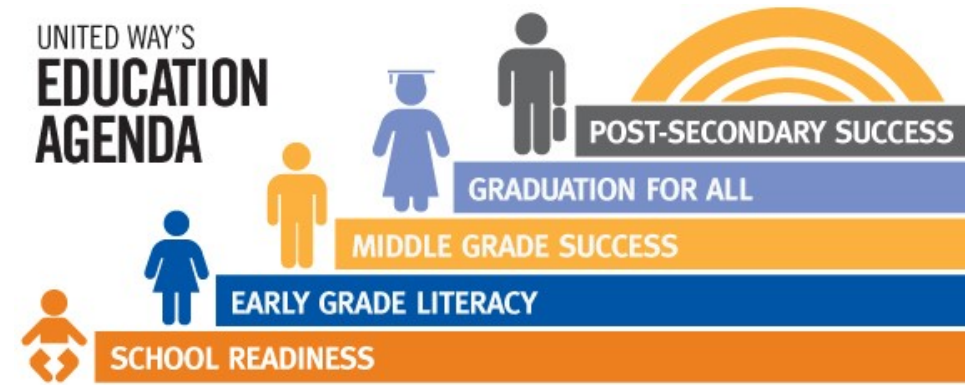 UNITED WAY'S
EDUCATION
AGENDA
POST-SECONDARY SUCCESS
GRADUATION FOR ALL
MIDDLE GRADE SUCCESS
EARLY GRADE LITERACY
SCHOOL READINESS